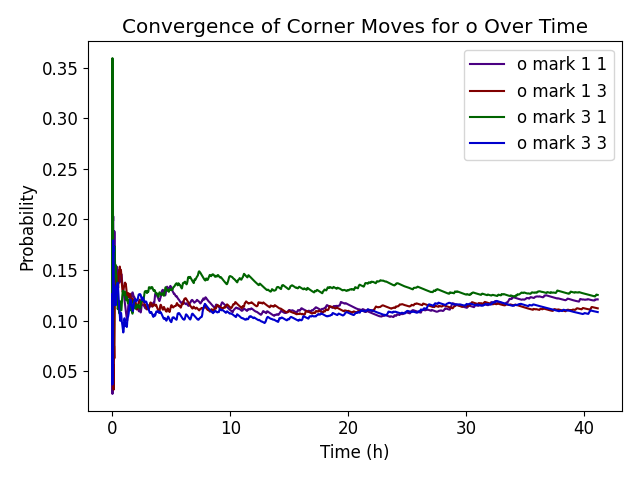 Convergence of Corner Moves for o Over Time
o mark 1 1
o mark 1 3
o mark 3 1
o mark 3 3
0.35
0.30
0.25
0.20
0.15
0.10
0.05
Probability
0 10 20 30 40
Time (h)